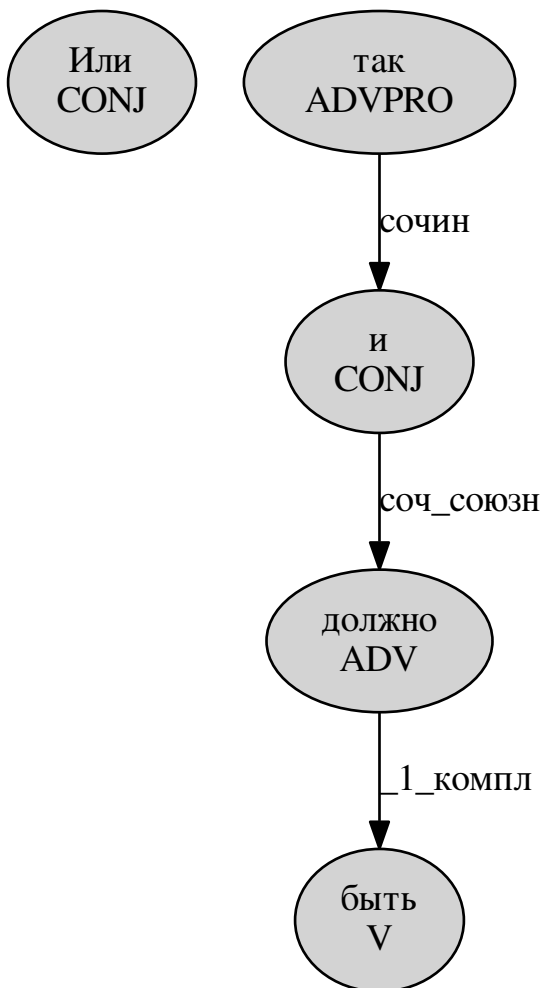 Или
CONJ
так
ADVPRO
сочин
и
CONJ
соч_союзн
должно
ADV
_1_компл
быть
V